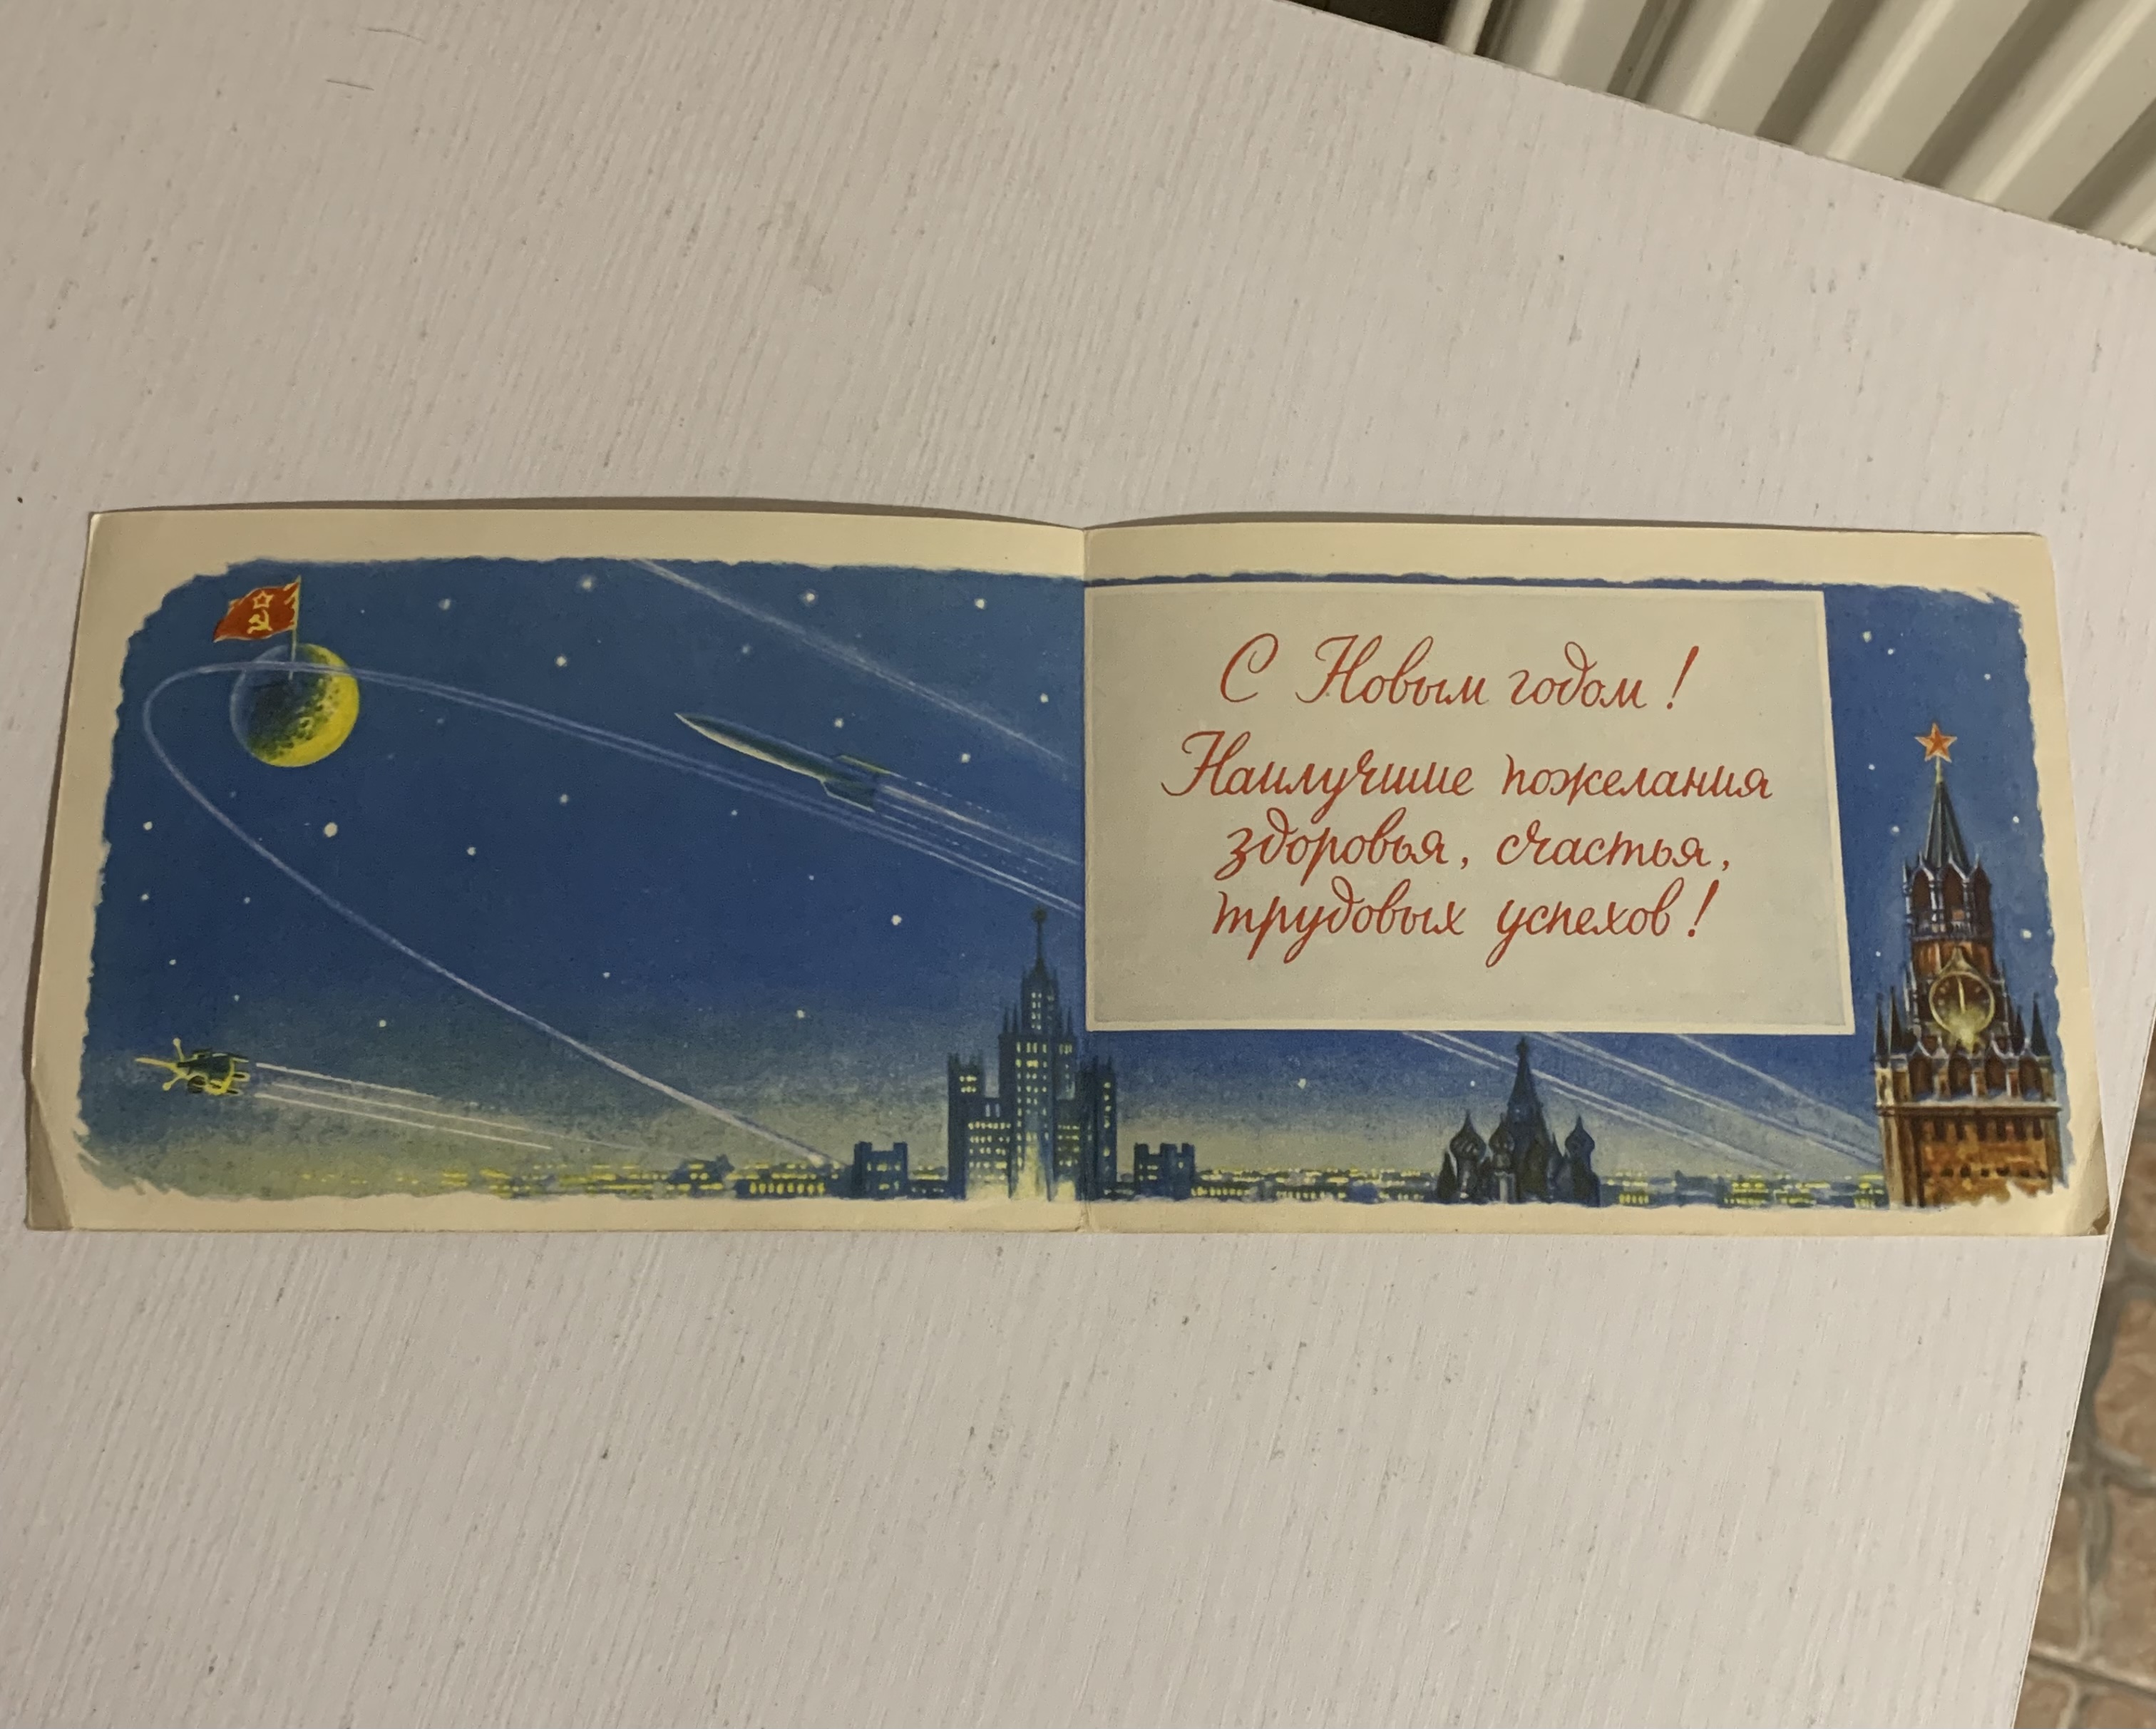 С Новым годом!
Наилучшие пожелания
здоровья, счастья,
трудовых успехов!